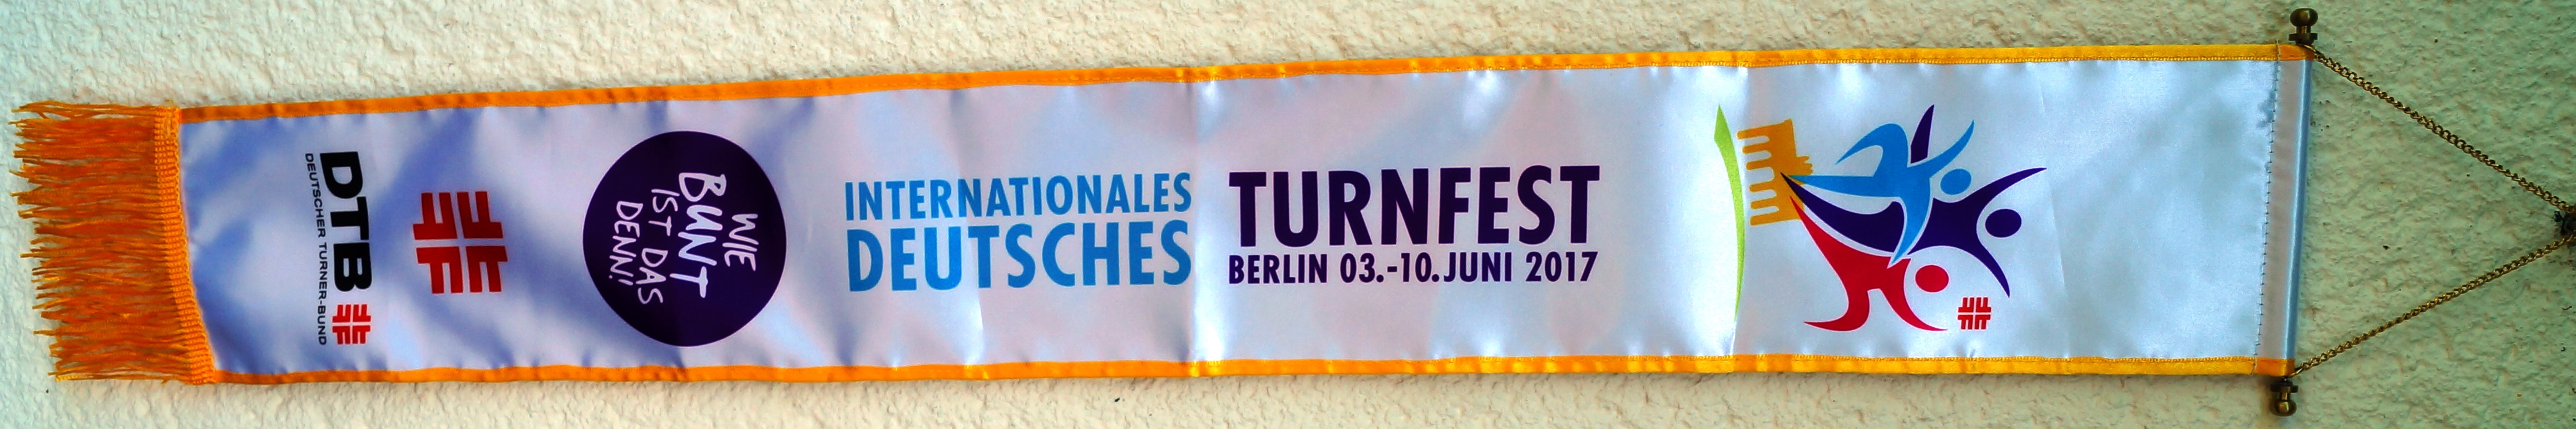 DTB
DEUTSCHER TURNER-BUND
WIE
BUNT
IST DAS
DENN!
INTERNATIONALES
DEUTSCHES
TURNFEST
BERLIN 03.-10.JUNI 2017